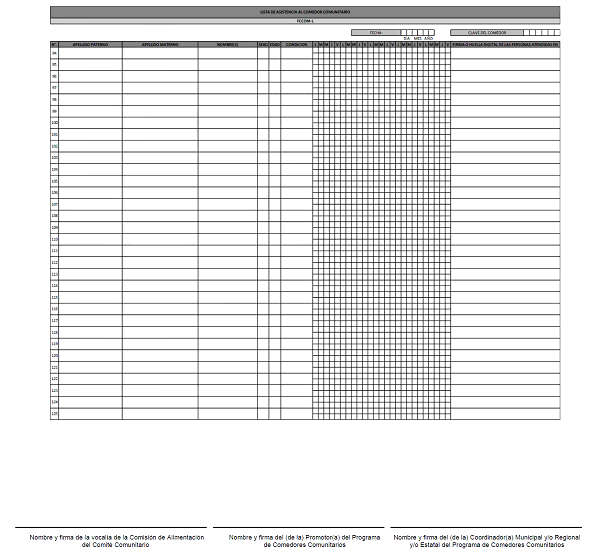 LISTA DE ASISTENCIA AL COMEDOR COMUNITARIO
FCCOM-L
FECHA: CLAVE DEL COMEDOR
DIA MES AÑO
N°. APELLIDO PATERNO APELLIDO MATERNO NOMBRE(S) SEXO EDAD CONDICION FIRMA O HUELLA DIGITAL DE LAS PERSONAS ATENDIDAS EN
94
95
96
97
98
99
100
101
102
103
104
105
106
107
108
109
110
111
112
113
114
115
116
117
118
119
120
121
122
123
124
125
Nombre y firma de la vocalía de la Comisión de Alimentación
del Comité Comunitario
Nombre y firma del (de la) Promotor(a) del Programa
de Comedores Comunitarios
Nombre y firma del (de la) Coordinador(a) Municipal y/o Regional
y/o Estatal del Programa de Comedores Comunitarios